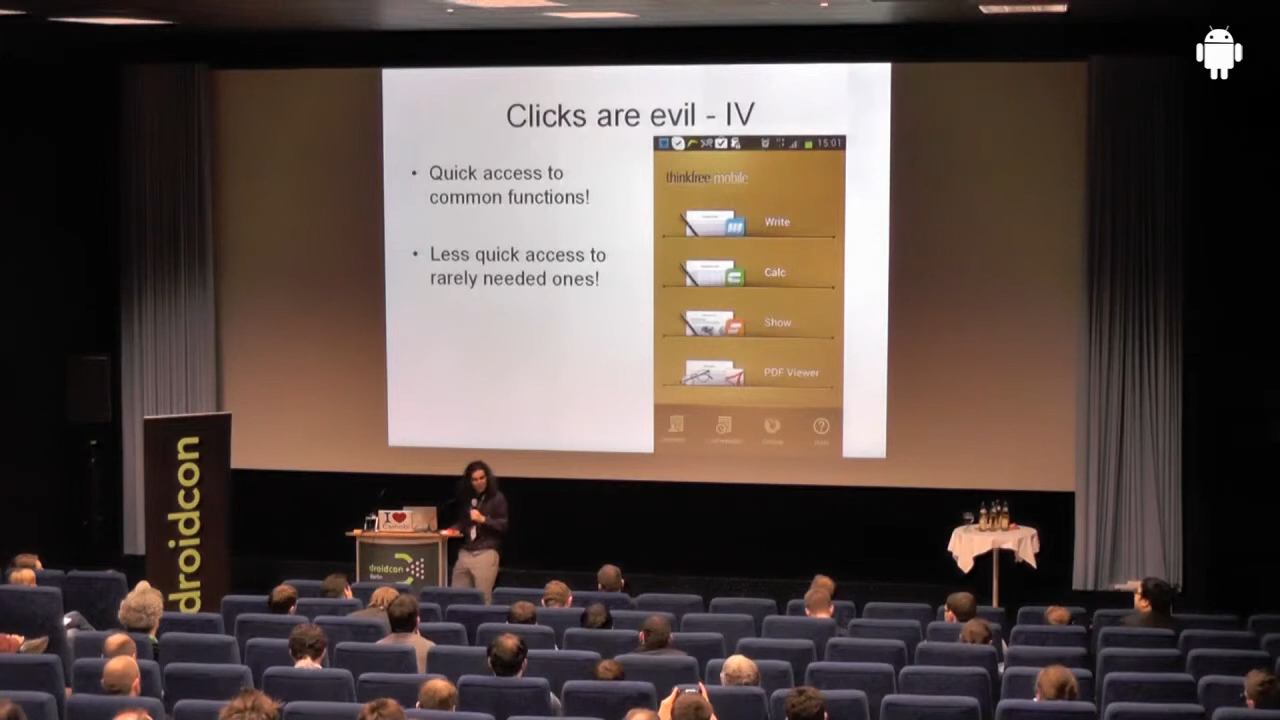 Clicks are evil - IV
• Quick access to
common functions!
• Less quick access to
rarely needed ones!
15:01
thinkfree mobile
Write
Calc
Show
PDF Viewer
droidcon
I ❤
droidcon